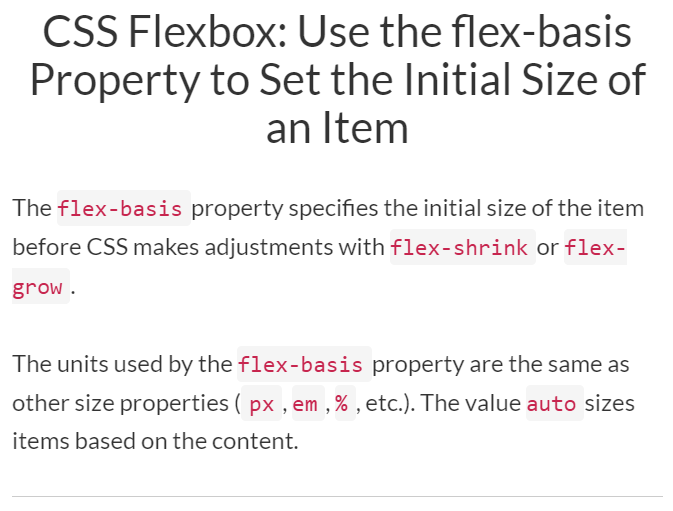 CSS Flexbox: Use the flex-basis
Property to Set the Initial Size of
an Item
The flex-basis property specifies the initial size of the item
before CSS makes adjustments with flex-shrink or flex-
grow .
The units used by the flex-basis property are the same as
other size properties ( px , em , % , etc.). The value auto sizes
items based on the content.